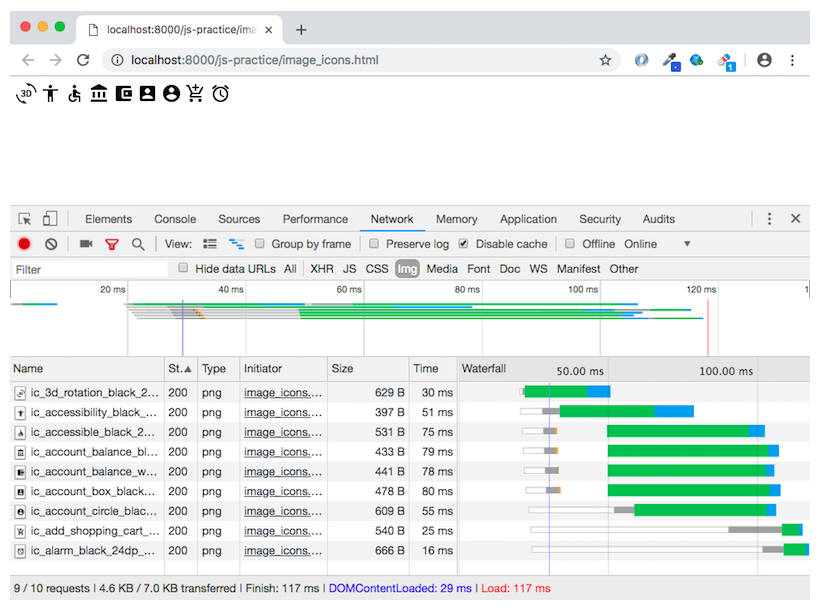 localhost:8000/js-practice/ima
localhost:8000/js-practice/image_icons.html
1
3D
Elements Console Sources Performance Network Memory Application Security Audits
View: Group by frame Preserve log Disable cache Offline Online
Filter Hide data URLs All XHR JS CSS Img Media Font Doc WS Manifest Other
20 ms 40 ms 60 ms 80 ms 100 ms 120 ms 1
Name St... Type Initiator Size Time Waterfall 50.00 ms 100.00 ms
ic_3d_rotation_black_2... 200 png image_icons.... 629 B 30 ms
ic_accessibility_black_... 200 png image_icons.... 397 B 51 ms
ic_accessible_black_2... 200 png image_icons.... 531 B 75 ms
ic_account_balance_bl... 200 png image_icons.... 433 B 79 ms
ic_account_balance_w... 200 png image_icons.... 441 B 78 ms
ic_account_box_black... 200 png image_icons.... 478 B 80 ms
ic_account_circle_blac... 200 png image_icons.... 609 B 55 ms
ic_add_shopping_cart_... 200 png image_icons.... 540 B 25 ms
ic_alarm_black_24dp_... 200 png image_icons.... 666 B 16 ms
9 / 10 requests | 4.6 KB / 7.0 KB transferred | Finish: 117 ms | DOMContentLoaded: 29 ms | Load: 117 ms